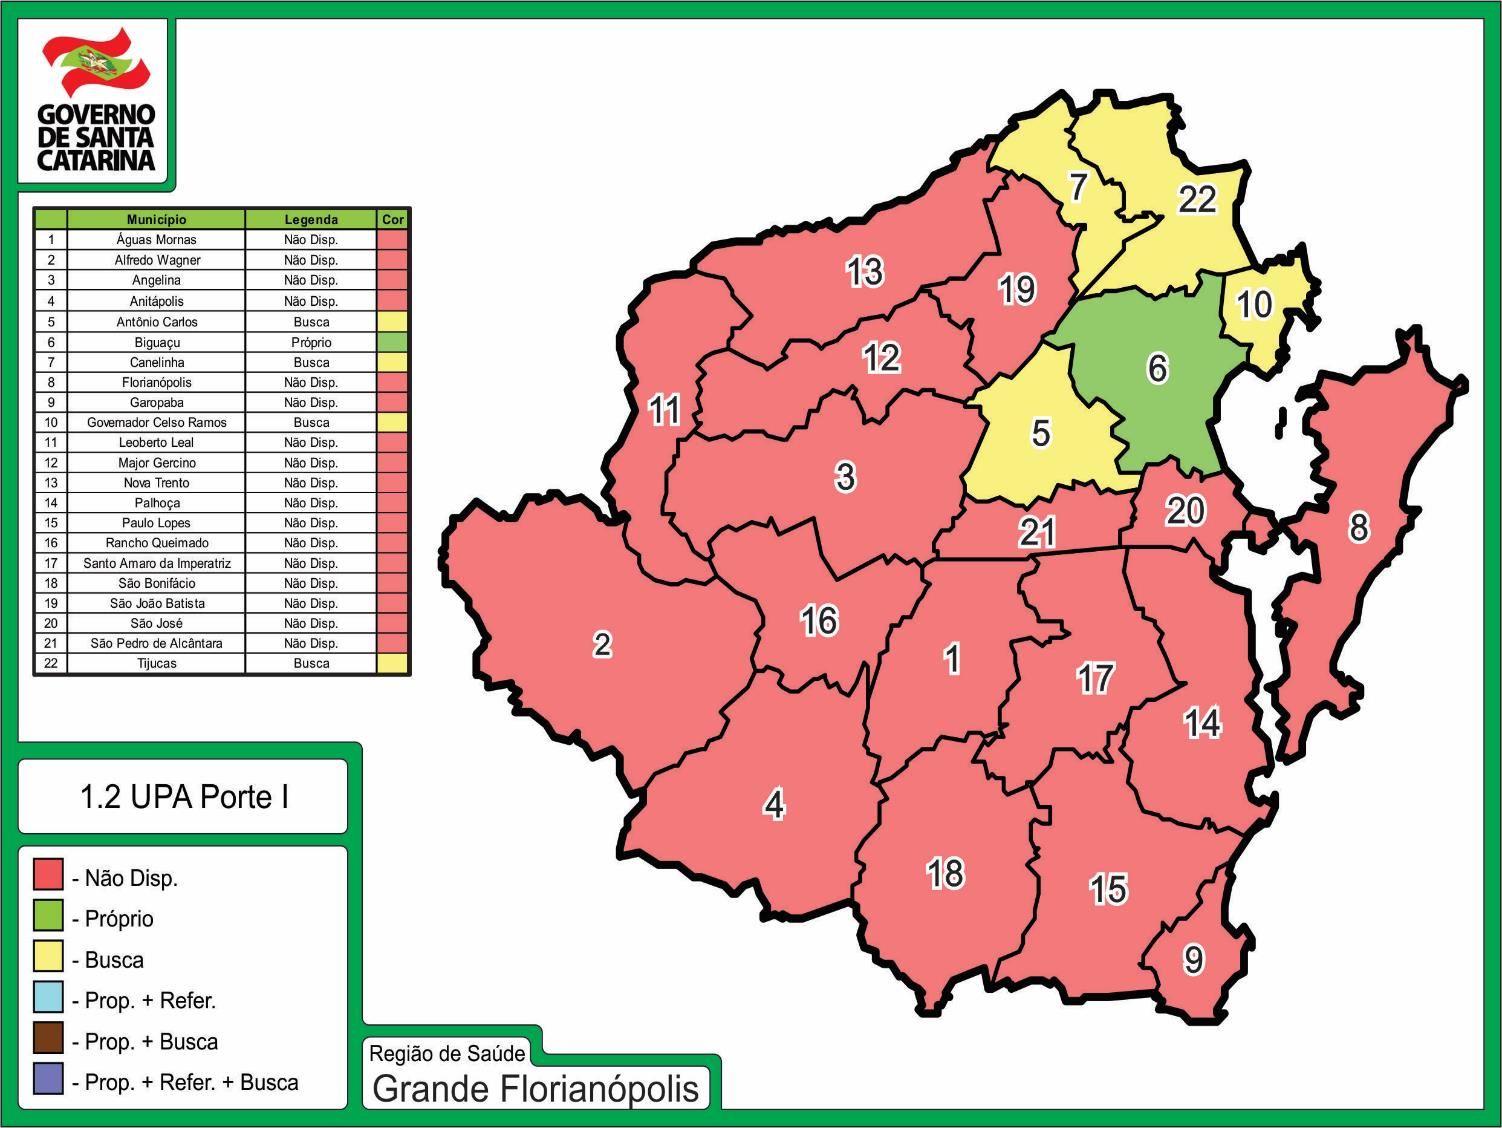 GOVERNO
DE SANTA
CATARINA
Município Legenda Cor
1 Águas Mornas Não Disp.
2 Alfredo Wagner Não Disp.
3 Angelina Não Disp.
4 Anitápolis Não Disp.
5 Antônio Carlos Busca
6 Biguaçu Próprio
7 Canelinha Busca
8 Florianópolis Não Disp.
9 Garopaba Não Disp.
10 Governador Celso Ramos Busca
11 Leoberto Leal Não Disp.
12 Major Gercino Não Disp.
13 Nova Trento Não Disp.
14 Palhoça Não Disp.
15 Paulo Lopes Não Disp.
16 Rancho Queimado Não Disp.
17 Santo Amaro da Imperatriz Não Disp.
18 São Bonifácio Não Disp.
19 São João Batista Não Disp.
20 São José Não Disp.
21 São Pedro de Alcântara Não Disp.
22 Tijucas Busca
7
22
13
19
10
12
6
11
5
3
20
21
8
16
2
1
17
14
4
18
15
9
1.2 UPA Porte I
- Não Disp.
- Próprio
- Busca
- Prop. + Refer.
- Prop. + Busca
- Prop. + Refer. + Busca
Região de Saúde
Grande Florianópolis